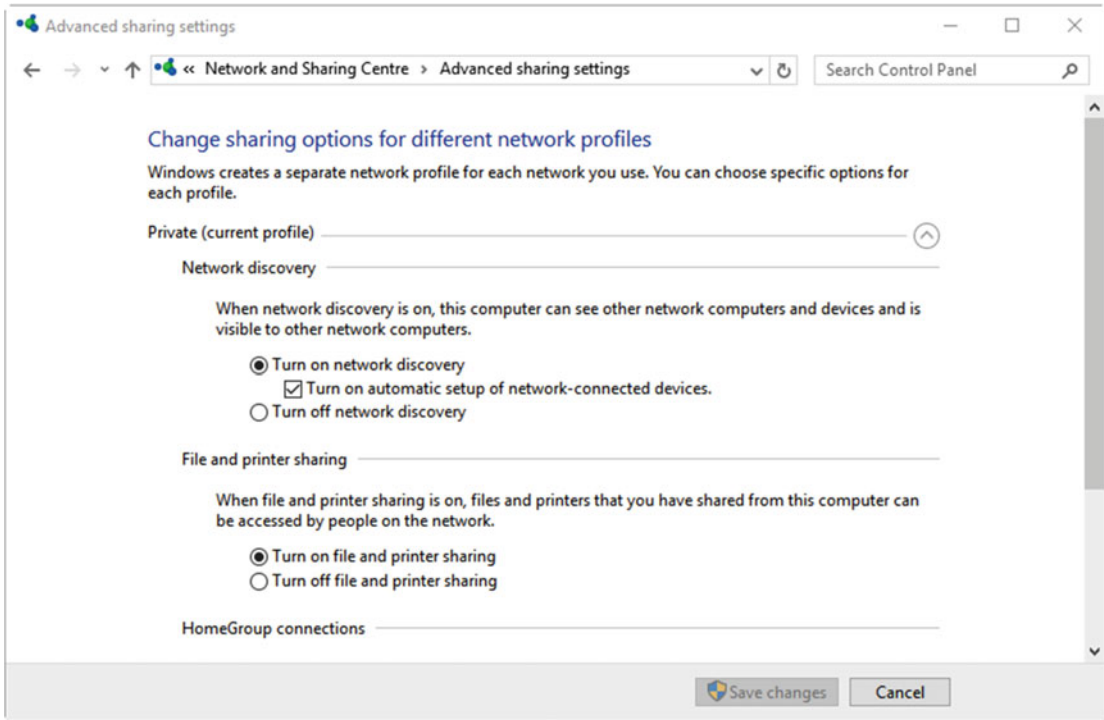 Advanced sharing settings
« Network and Sharing Centre › Advanced sharing settings
Search Control Panel
Change sharing options for different network profiles
Windows creates a separate network profile for each network you use. You can choose specific options for
each profile.
Private (current profile)
Network discovery
When network discovery is on, this computer can see other network computers and devices and is
visible to other network computers.
Turn on network discovery
Turn on automatic setup of network-connected devices.
Turn off network discovery
File and printer sharing
When file and printer sharing is on, files and printers that you have shared from this computer can
be accessed by people on the network.
Turn on file and printer sharing
Turn off file and printer sharing
HomeGroup connections
Save changes
Cancel